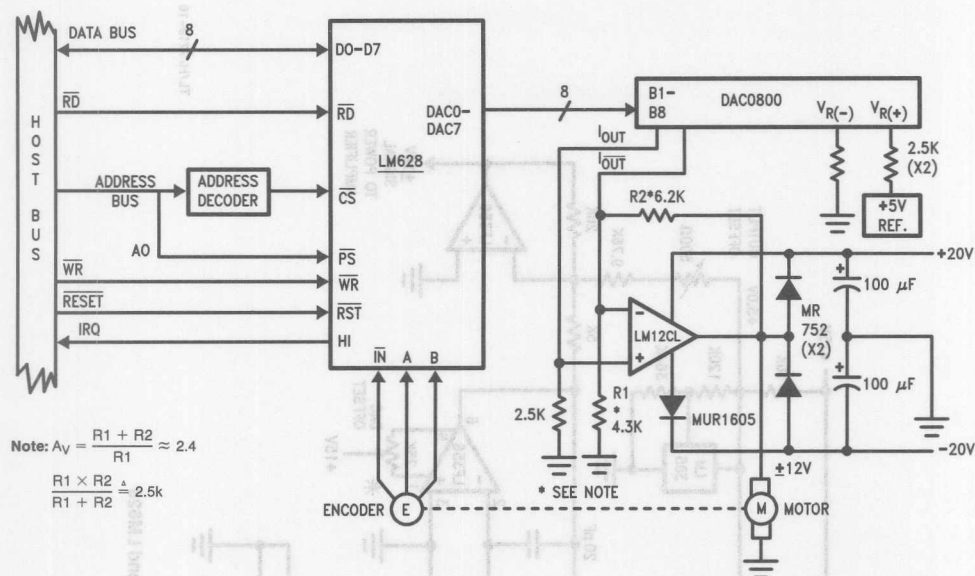 DATA BUS
8
D0-D7
RD
RD
HOST BUS
ADDRESS BUS
ADDRESS DECODER
CS
A0
PS
WR
WR
RESET
RST
IRQ
HI
LM628
DAC0-
DAC7
IN A B
8
B1-
B8
DAC0800
VR(-)
VR(+)
IOUT
IOUT
2.5K
(X2)
+5V
REF.
R2*6.2K
+20V
100 μF
MR
752
(X2)
LM12CL
100 μF
2.5K
R1
*
4.3K
MUR1605
-20V
±12V
* SEE NOTE
ENCODER
E
M
MOTOR
Note: AV = R1 + R2 / R1 ≈ 2.4
R1 × R2 / R1 + R2 ≜ 2.5k